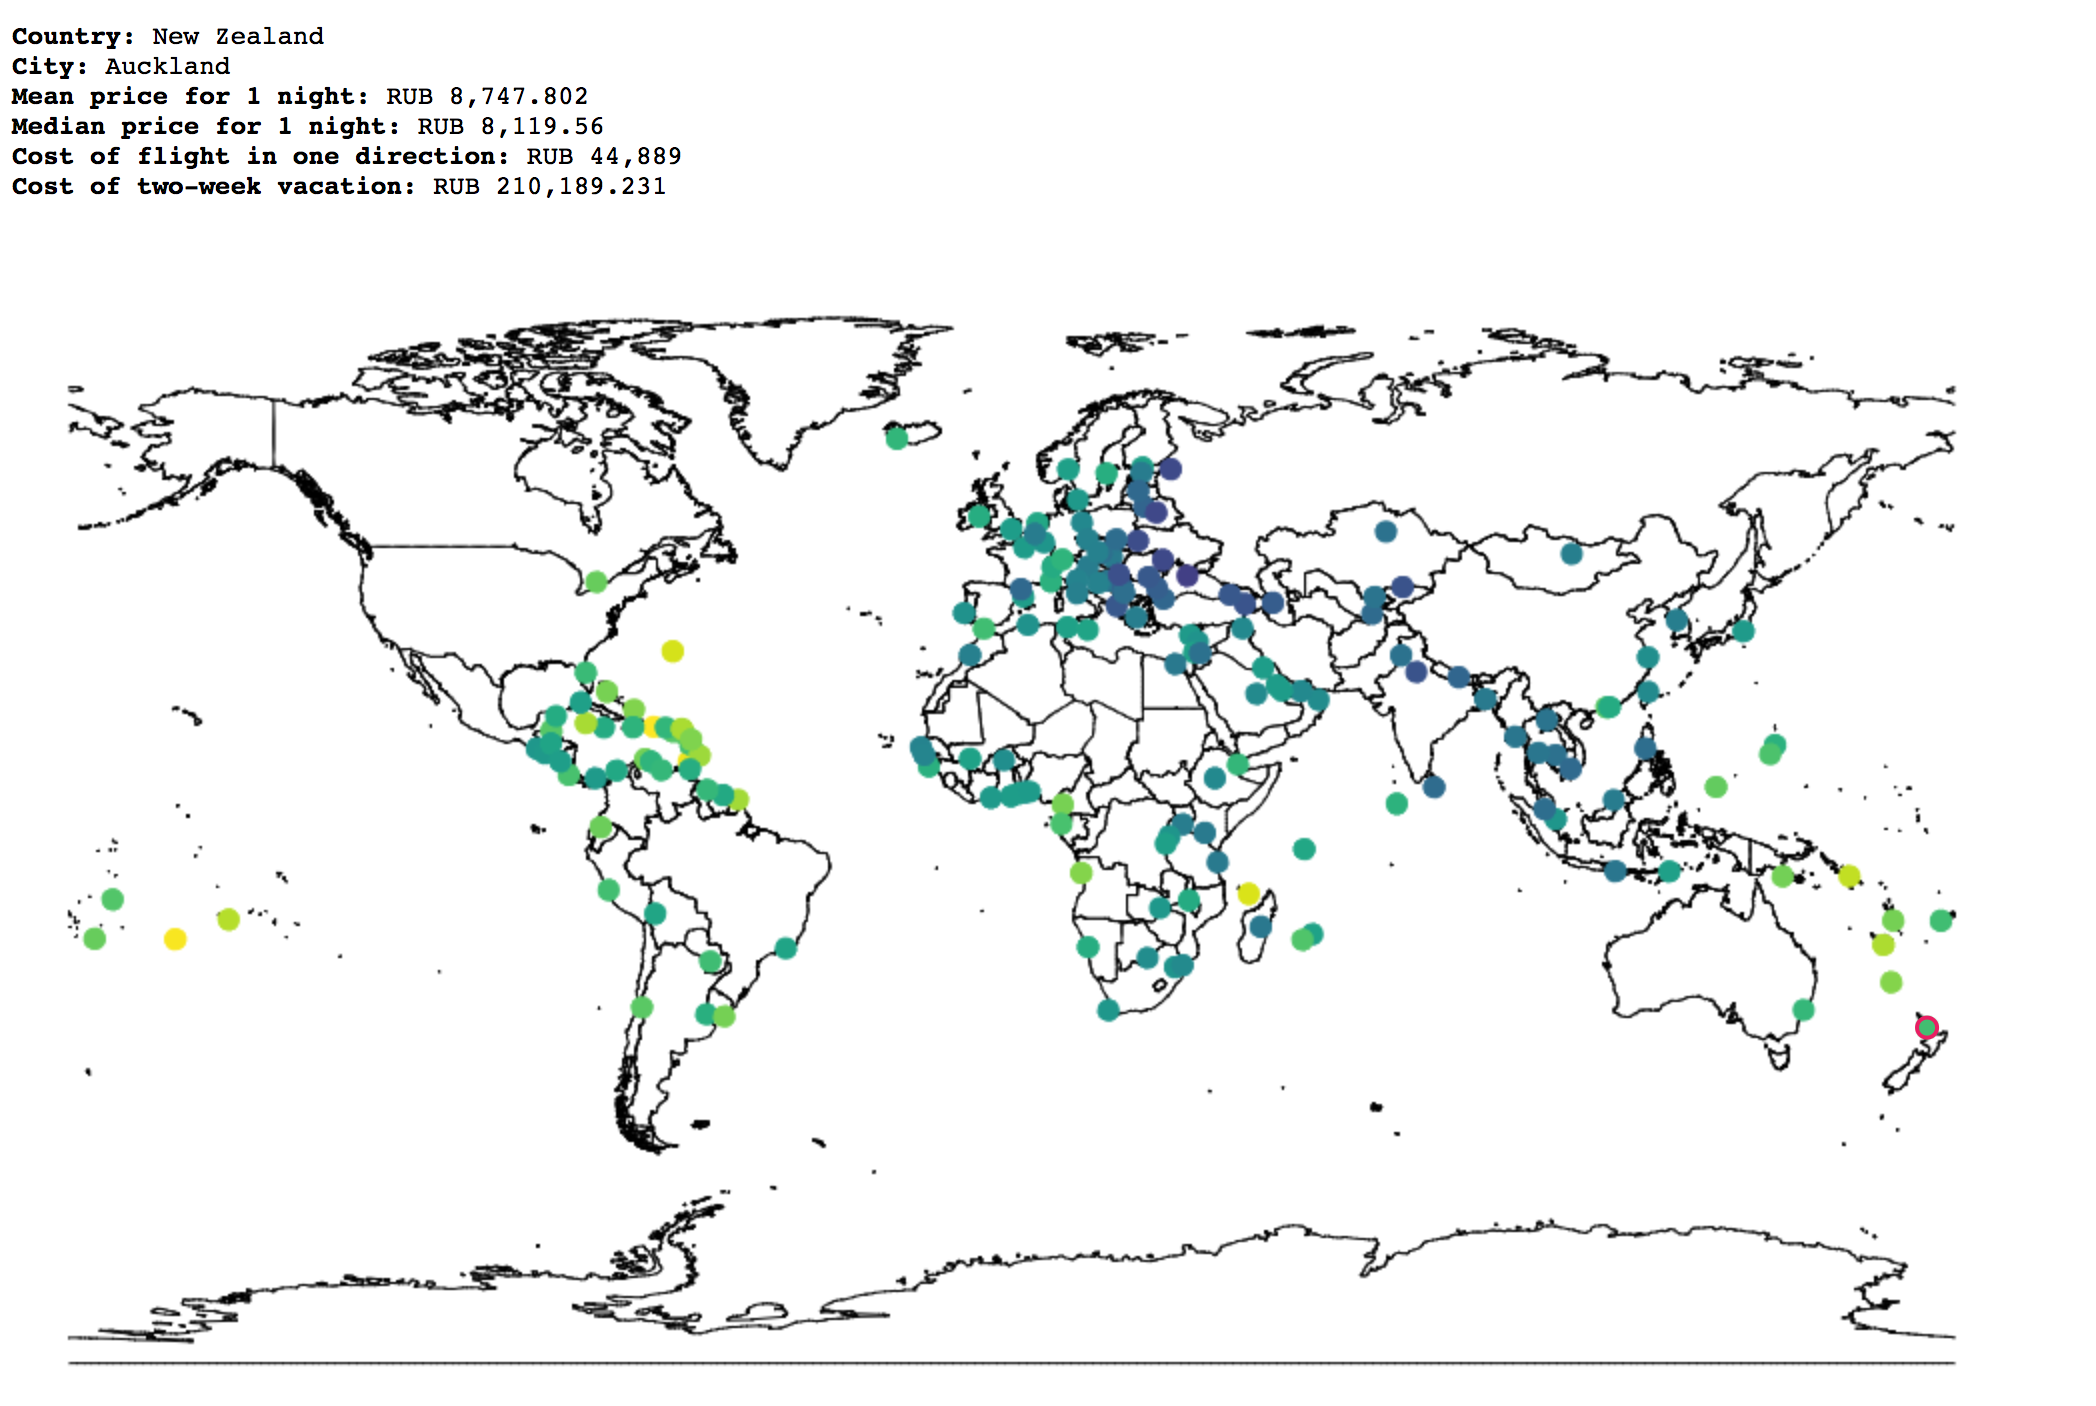 Country: New Zealand
City: Auckland
Mean price for 1 night: RUB 8,747.802
Median price for 1 night: RUB 8,119.56
Cost of flight in one direction: RUB 44,889
Cost of two-week vacation: RUB 210,189.231